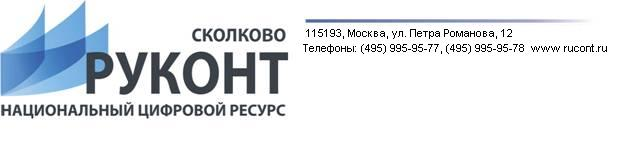 СКОЛКОВО
РУКОНТ
НАЦИОНАЛЬНЫЙ ЦИФРОВОЙ РЕСУРС
115193, Москва, ул. Петра Романова, 12
Телефоны: (495) 995-95-77, (495) 995-95-78 www rucont.ru